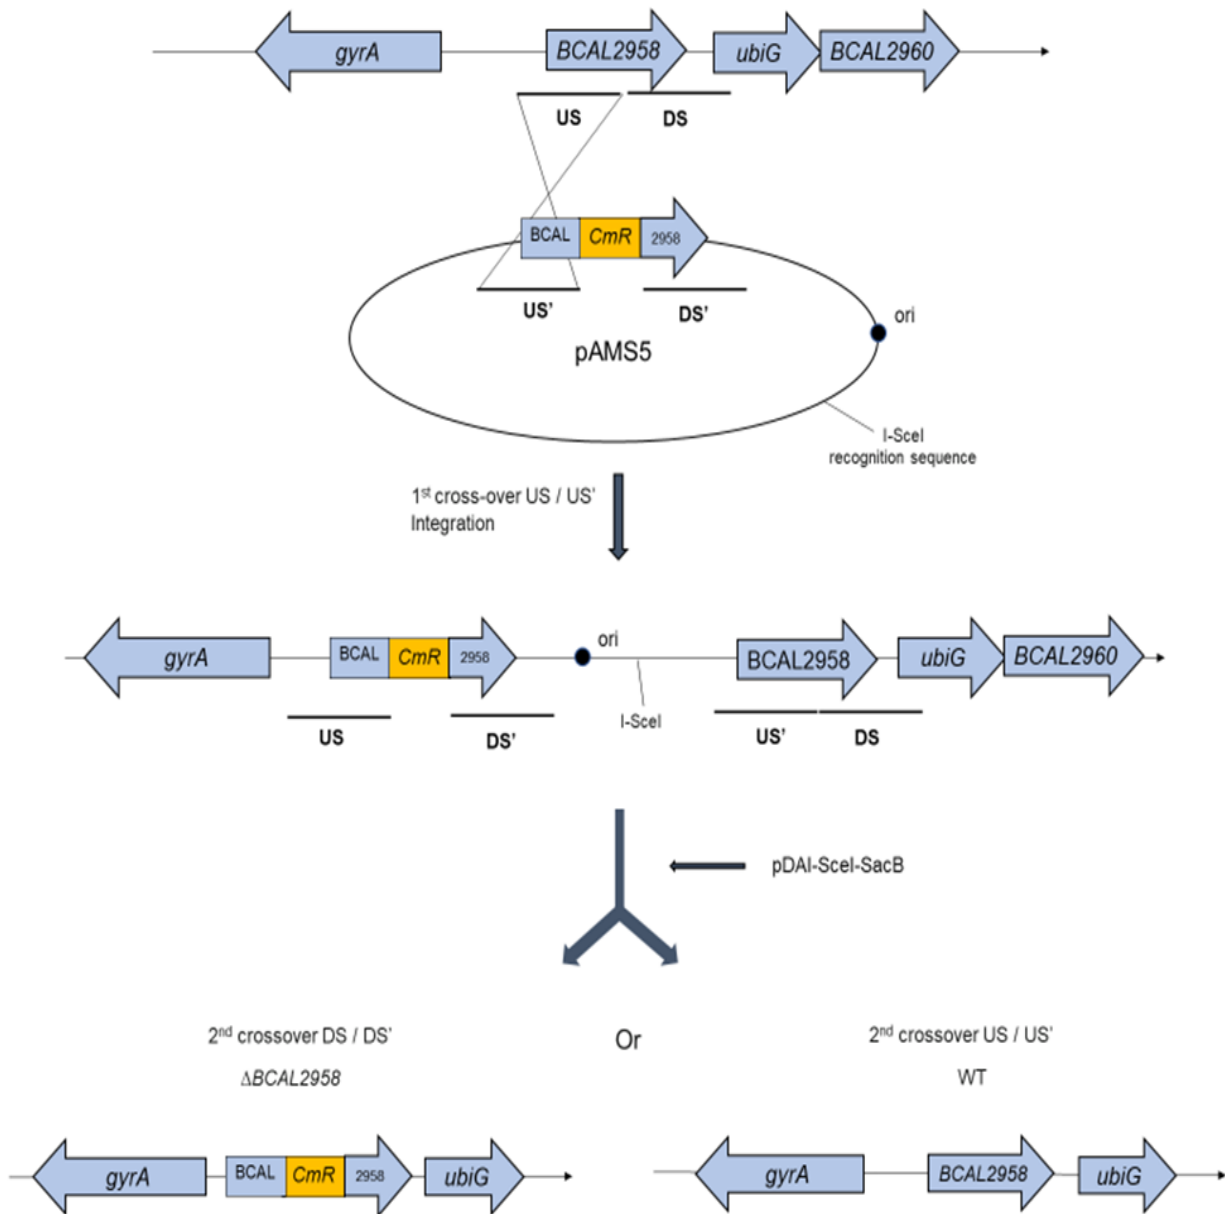 gyrA BCAL2958 ubiG BCAL2960
US DS
BCAL CmR 2958
US' DS'
ori
pAMS5
I-SceI
recognition sequence
1st cross-over US / US'
Integration
ori
gyrA BCAL CmR 2958 BCAL2958 ubiG BCAL2960
I-SceI
US DS' US' DS
pDAI-SceI-SacB
2nd crossover DS / DS' Or 2nd crossover US / US'
ΔBCAL2958 WT
gyrA BCAL CmR 2958 ubiG gyrA BCAL2958 ubiG